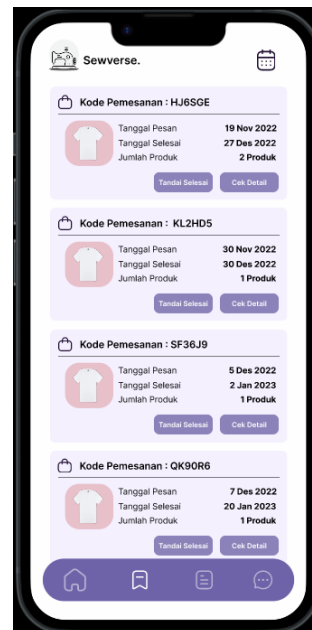 Sewverse.
Kode Pemesanan : HJ6SGE
Tanggal Pesan 19 Nov 2022
Tanggal Selesai 27 Des 2022
Jumlah Produk 2 Produk
Tandai Selesai Cek Detail
Kode Pemesanan : KL2HD5
Tanggal Pesan 30 Nov 2022
Tanggal Selesai 30 Des 2022
Jumlah Produk 1 Produk
Tandai Selesai Cek Detail
Kode Pemesanan : SF36J9
Tanggal Pesan 5 Des 2022
Tanggal Selesai 2 Jan 2023
Jumlah Produk 1 Produk
Tandai Selesai Cek Detail
Kode Pemesanan : QK90R6
Tanggal Pesan 7 Des 2022
Tanggal Selesai 20 Jan 2023
Jumlah Produk 1 Produk
Tandai Selesai Cek Detail